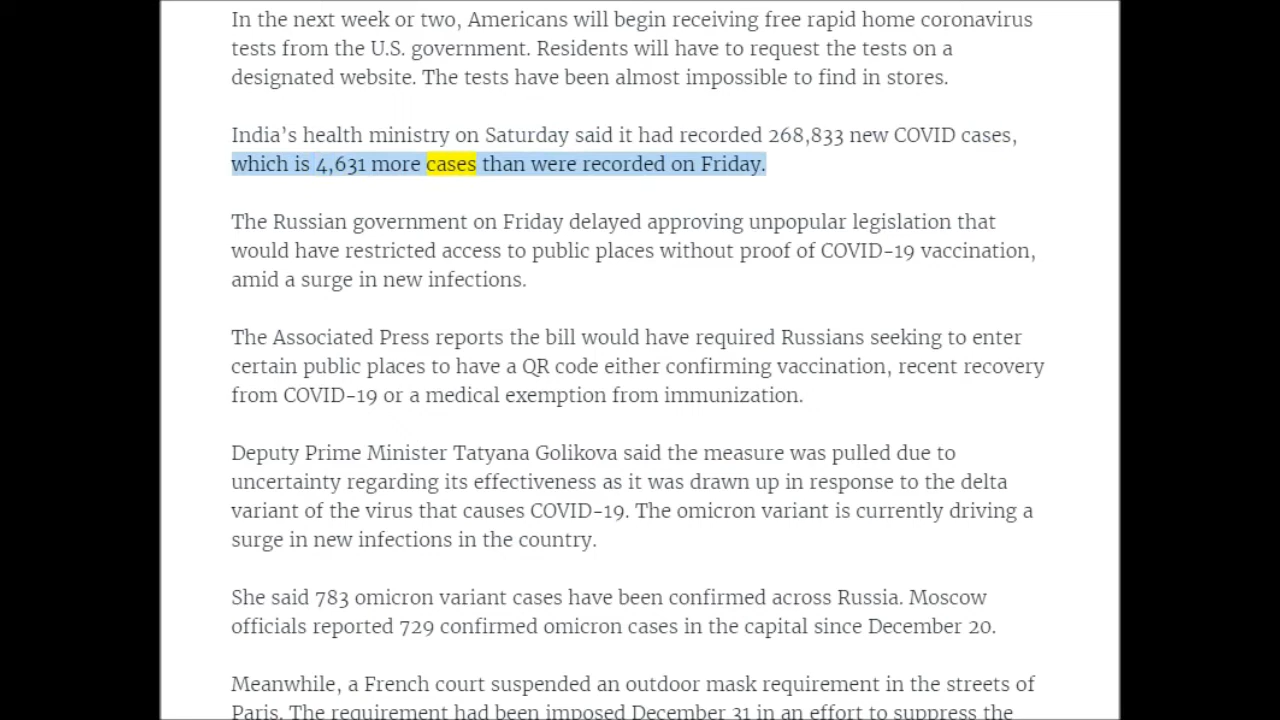 In the next week or two, Americans will begin receiving free rapid home coronavirus
tests from the U.S. government. Residents will have to request the tests on a
designated website. The tests have been almost impossible to find in stores.
India’s health ministry on Saturday said it had recorded 268,833 new COVID cases,
which is 4,631 more cases than were recorded on Friday.
The Russian government on Friday delayed approving unpopular legislation that
would have restricted access to public places without proof of COVID-19 vaccination,
amid a surge in new infections.
The Associated Press reports the bill would have required Russians seeking to enter
certain public places to have a QR code either confirming vaccination, recent recovery
from COVID-19 or a medical exemption from immunization.
Deputy Prime Minister Tatyana Golikova said the measure was pulled due to
uncertainty regarding its effectiveness as it was drawn up in response to the delta
variant of the virus that causes COVID-19. The omicron variant is currently driving a
surge in new infections in the country.
She said 783 omicron variant cases have been confirmed across Russia. Moscow
officials reported 729 confirmed omicron cases in the capital since December 20.
Meanwhile, a French court suspended an outdoor mask requirement in the streets of
Paris. The requirement had been imposed December 31 in an effort to suppress the